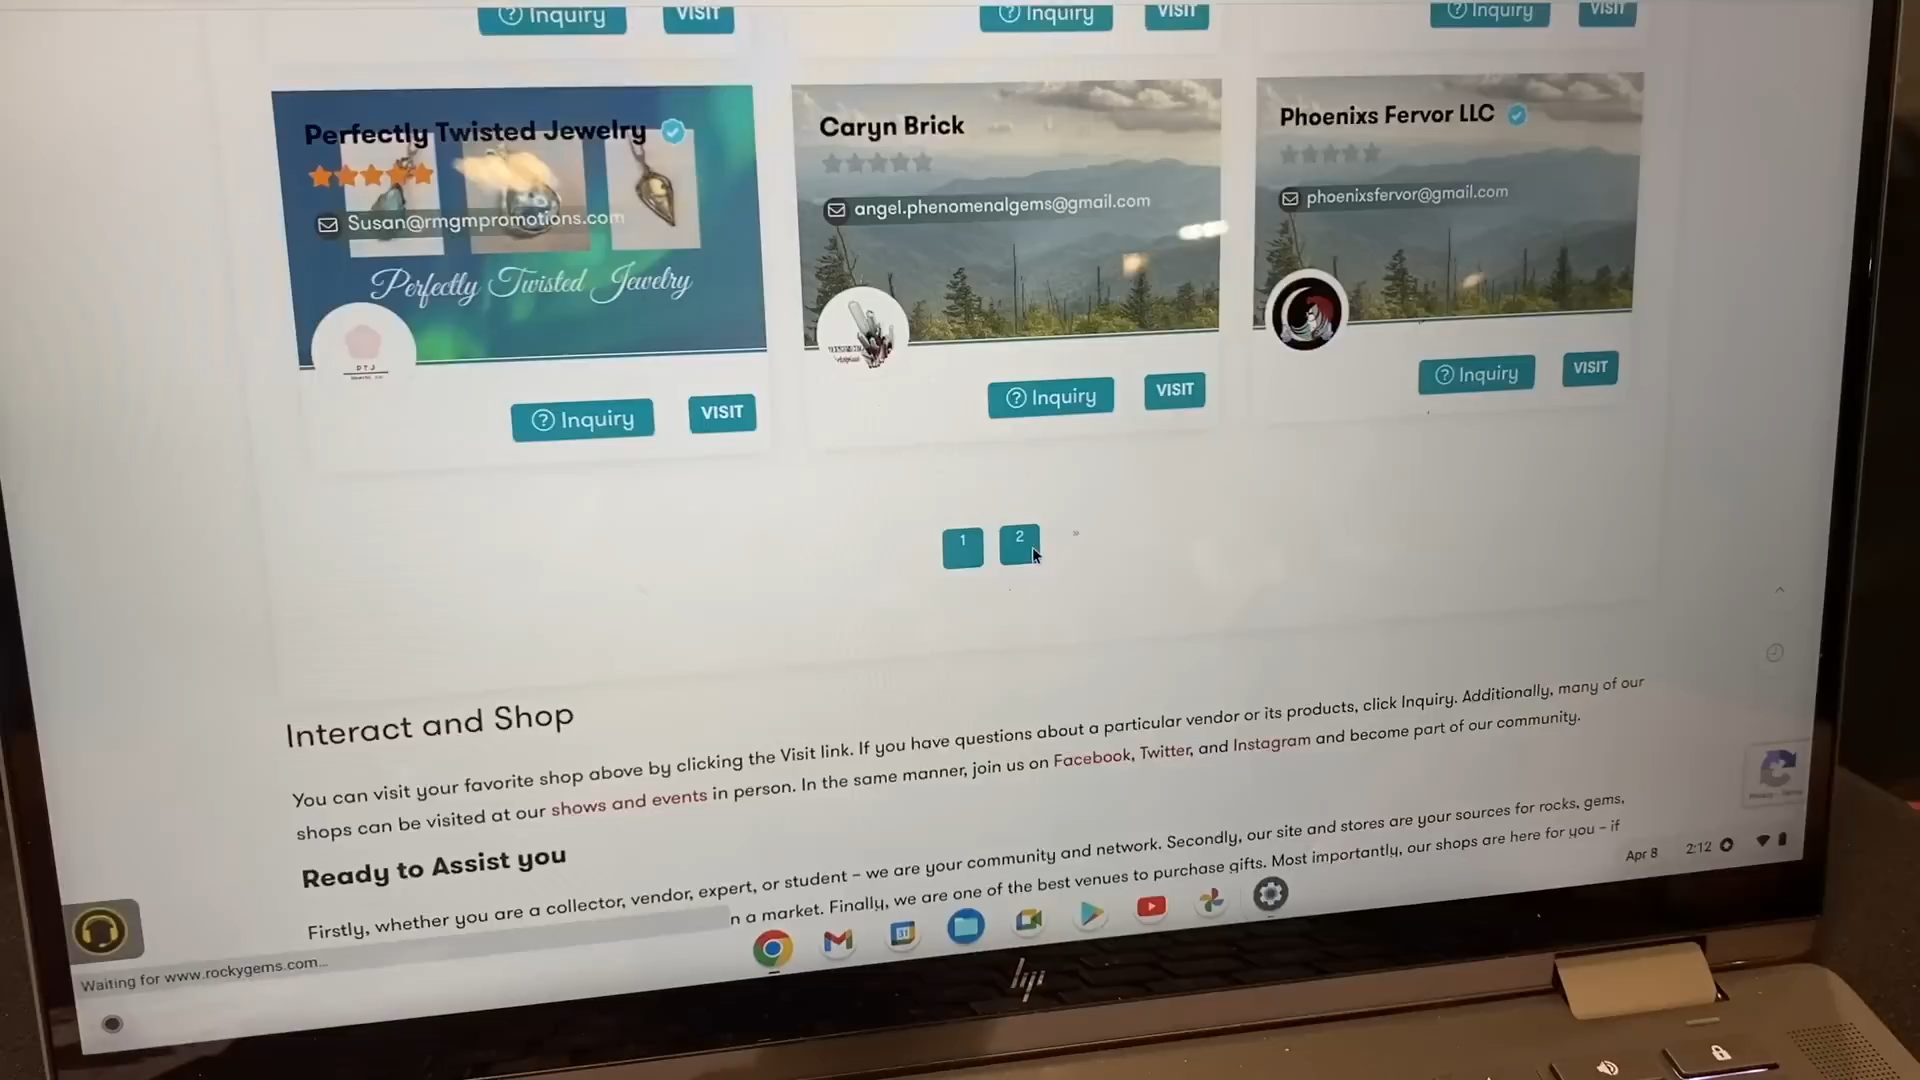 Inquiry
VISIT
Inquiry
VISIT
Inquiry
VISIT
Perfectly Twisted Jewelry
Susan@rmgmpromotions.com
Perfectly Twisted Jewelry
PTJ
Inquiry
VISIT
Caryn Brick
angel.phenomenalgems@gmail.com
Inquiry
VISIT
Phoenixs Fervor LLC
phoenixsfervor@gmail.com
Inquiry
VISIT
1
2
»
Interact and Shop
You can visit your favorite shop above by clicking the Visit link. If you have questions about a particular vendor or its products, click Inquiry. Additionally, many of our
shops can be visited at our shows and events in person. In the same manner, join us on Facebook, Twitter, and Instagram and become part of our community.
Ready to Assist you
Firstly, whether you are a collector, vendor, expert, or student – we are your community and network. Secondly, our site and stores are your sources for rocks, gems,
n a market. Finally, we are one of the best venues to purchase gifts. Most importantly, our shops are here for you – if
Privacy - Terms
Apr 8
2:12
31
Waiting for www.rockygems.com...
hp